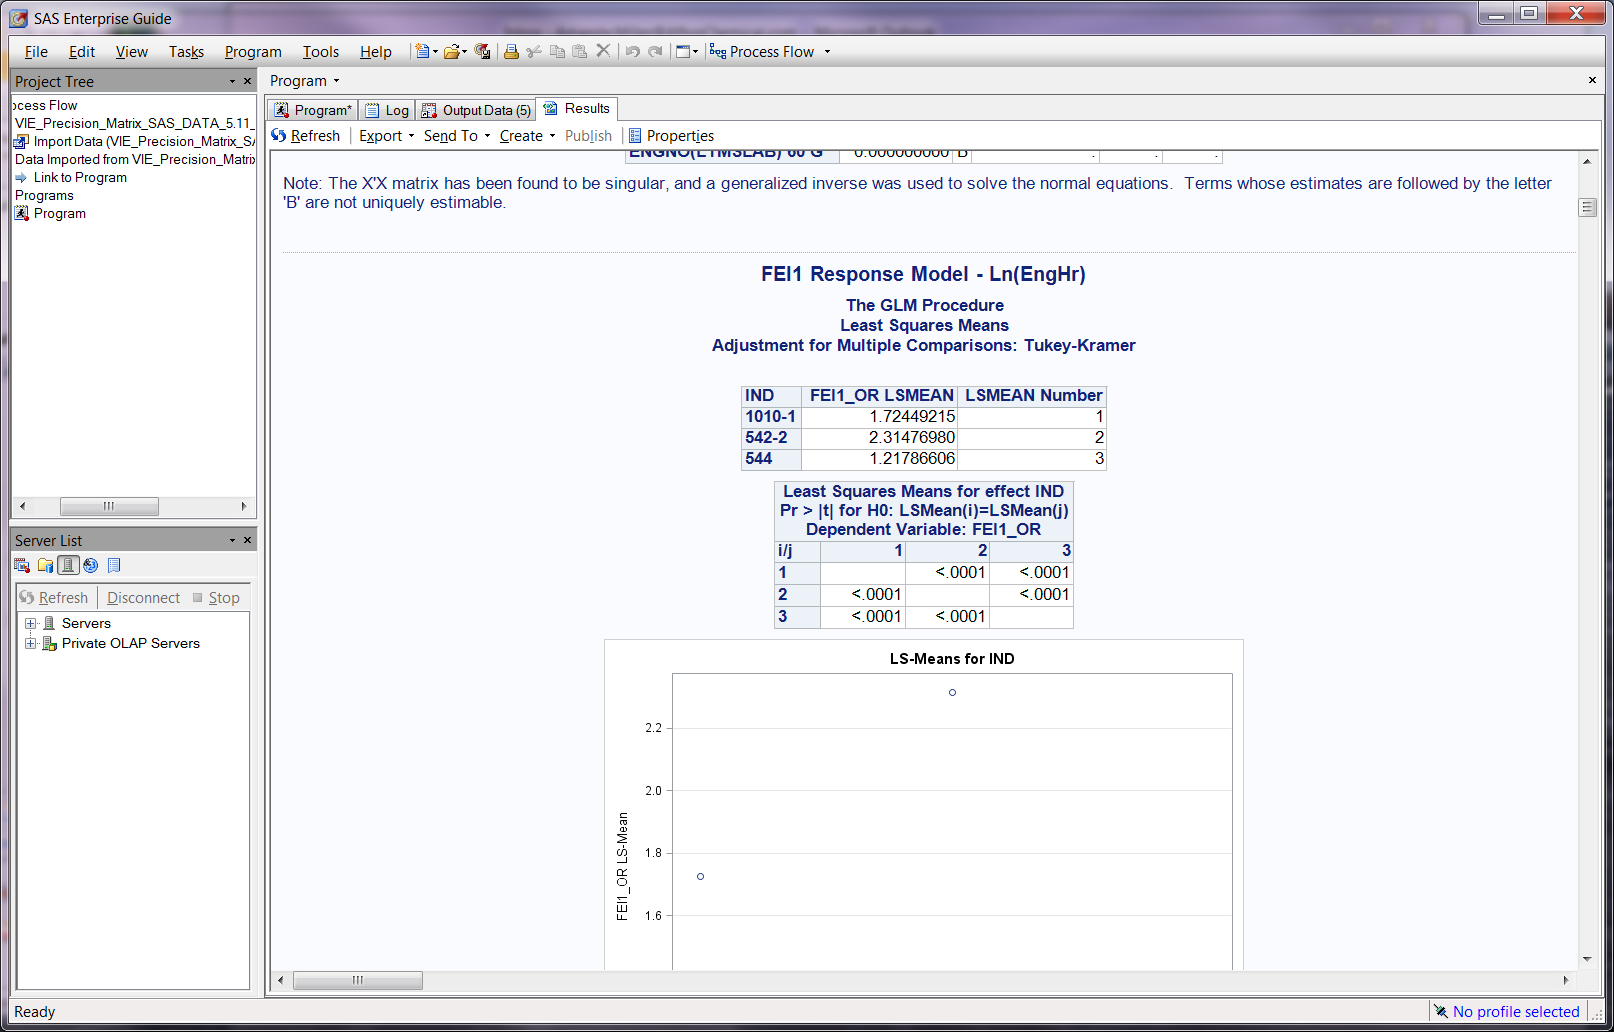 SAS Enterprise Guide
File Edit View Tasks Program Tools Help Process Flow
Project Tree
ocess Flow
VIE_Precision_Matrix_SAS_DATA_5.11_
Import Data (VIE_Precision_Matrix_SA
Data Imported from VIE_Precision_Matrix
Link to Program
Programs
Program
Server List
Refresh Disconnect Stop
Servers
Private OLAP Servers
Program
Program* Log Output Data (5) Results
Refresh Export Send To Create Publish Properties
ENGNO(LTMSLAB) 60 G 0.000000000 B . . .
Note: The X'X matrix has been found to be singular, and a generalized inverse was used to solve the normal equations. Terms whose estimates are followed by the letter
'B' are not uniquely estimable.
FEI1 Response Model - Ln(EngHr)
The GLM Procedure
Least Squares Means
Adjustment for Multiple Comparisons: Tukey-Kramer
IND FEI1_OR LSMEAN LSMEAN Number
1010-1 1.72449215 1
542-2 2.31476980 2
544 1.21786606 3
Least Squares Means for effect IND
Pr > |t| for H0: LSMean(i)=LSMean(j)
Dependent Variable: FEI1_OR
i/j 1 2 3
1 <.0001 <.0001
2 <.0001 <.0001
3 <.0001 <.0001
LS-Means for IND
2.2
2.0
1.8
1.6
FEI1_OR LS-Mean
Ready
No profile selected